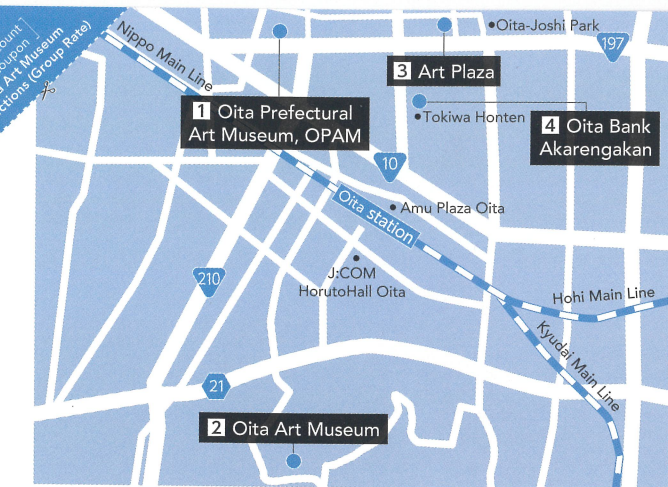 ount
oupon ]
Art Museum
ctions (Group Rate)
Nippo Main Line
Oita-Joshi Park
197
3 Art Plaza
1 Oita Prefectural
Art Museum, OPAM
Tokiwa Honten
4 Oita Bank
Akarengakan
10
Oita station
Amu Plaza Oita
210
J:COM
HorutoHall Oita
Hohi Main Line
Kyudai Main Line
21
2 Oita Art Museum